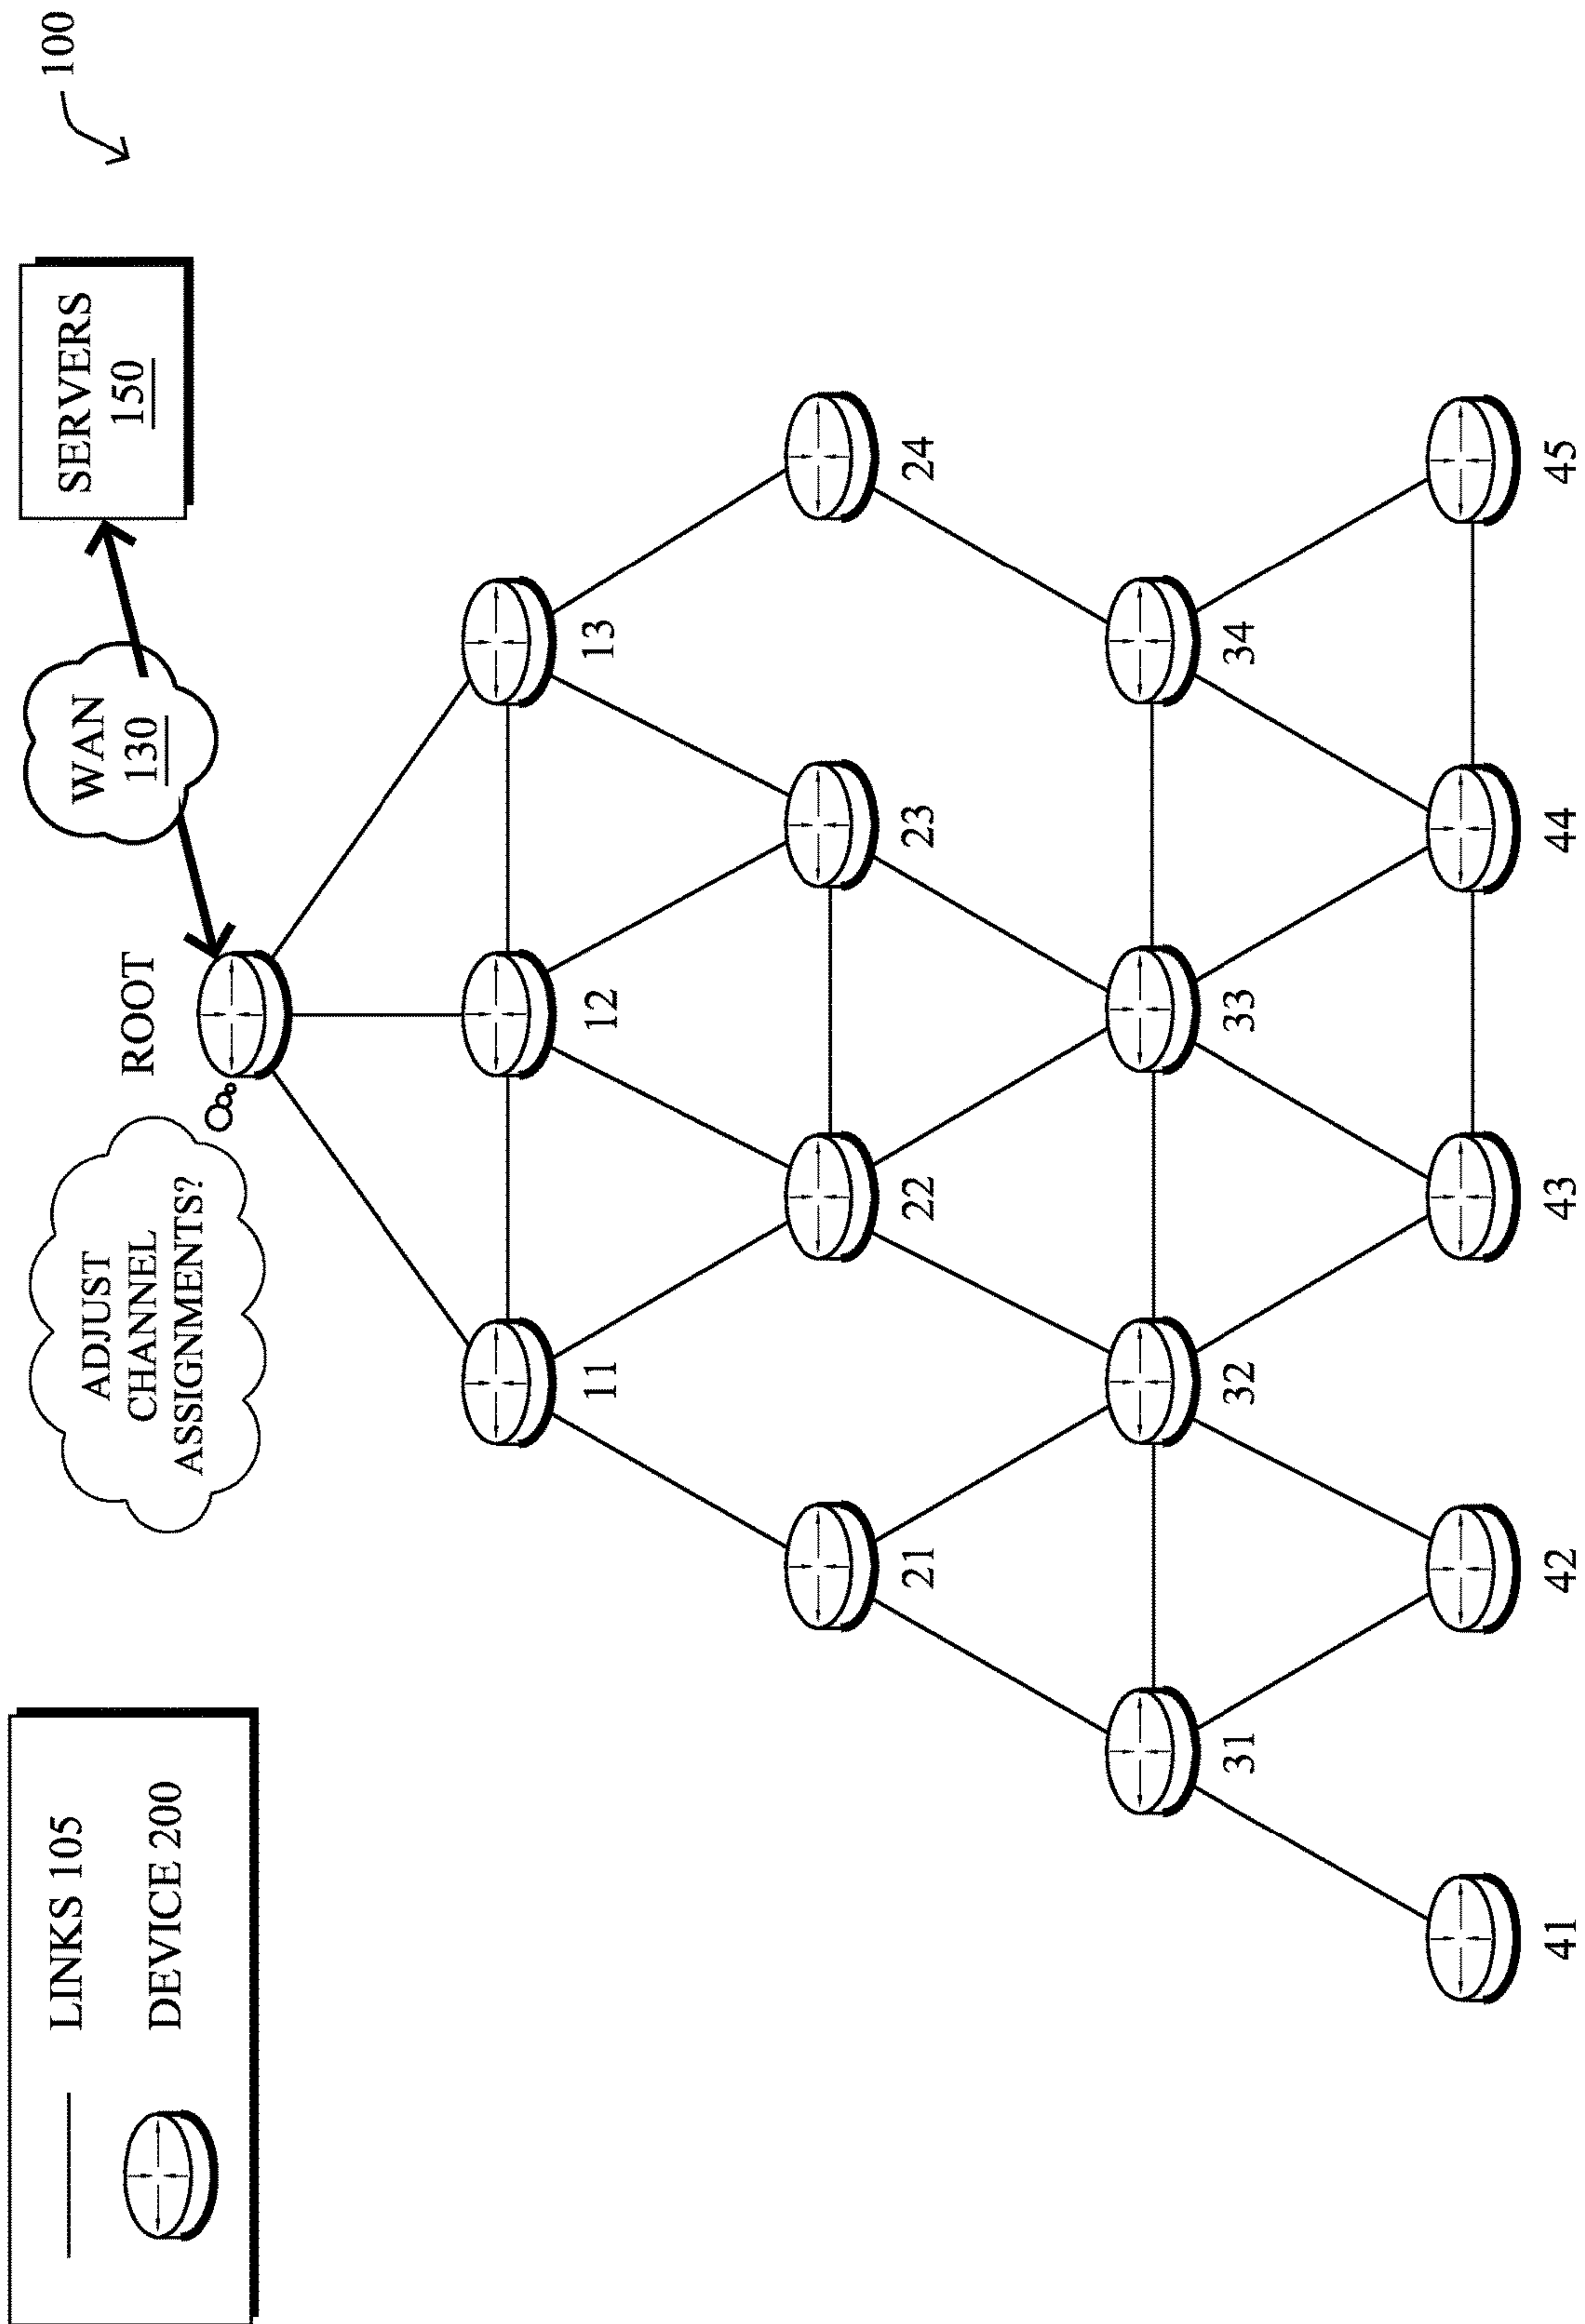 LINKS 105
DEVICE 200
ADJUST
CHANNEL
ASSIGNMENTS?
ROOT
WAN
130
SERVERS
150
100
11
12
13
21
22
23
24
31
32
33
34
41
42
43
44
45